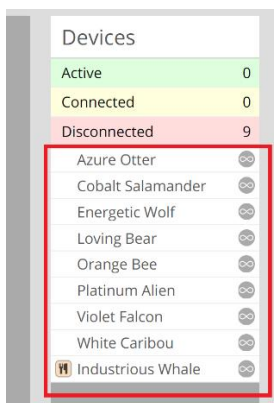 Devices
Active 0
Connected 0
Disconnected 9
Azure Otter
Cobalt Salamander
Energetic Wolf
Loving Bear
Orange Bee
Platinum Alien
Violet Falcon
White Caribou
Industrious Whale